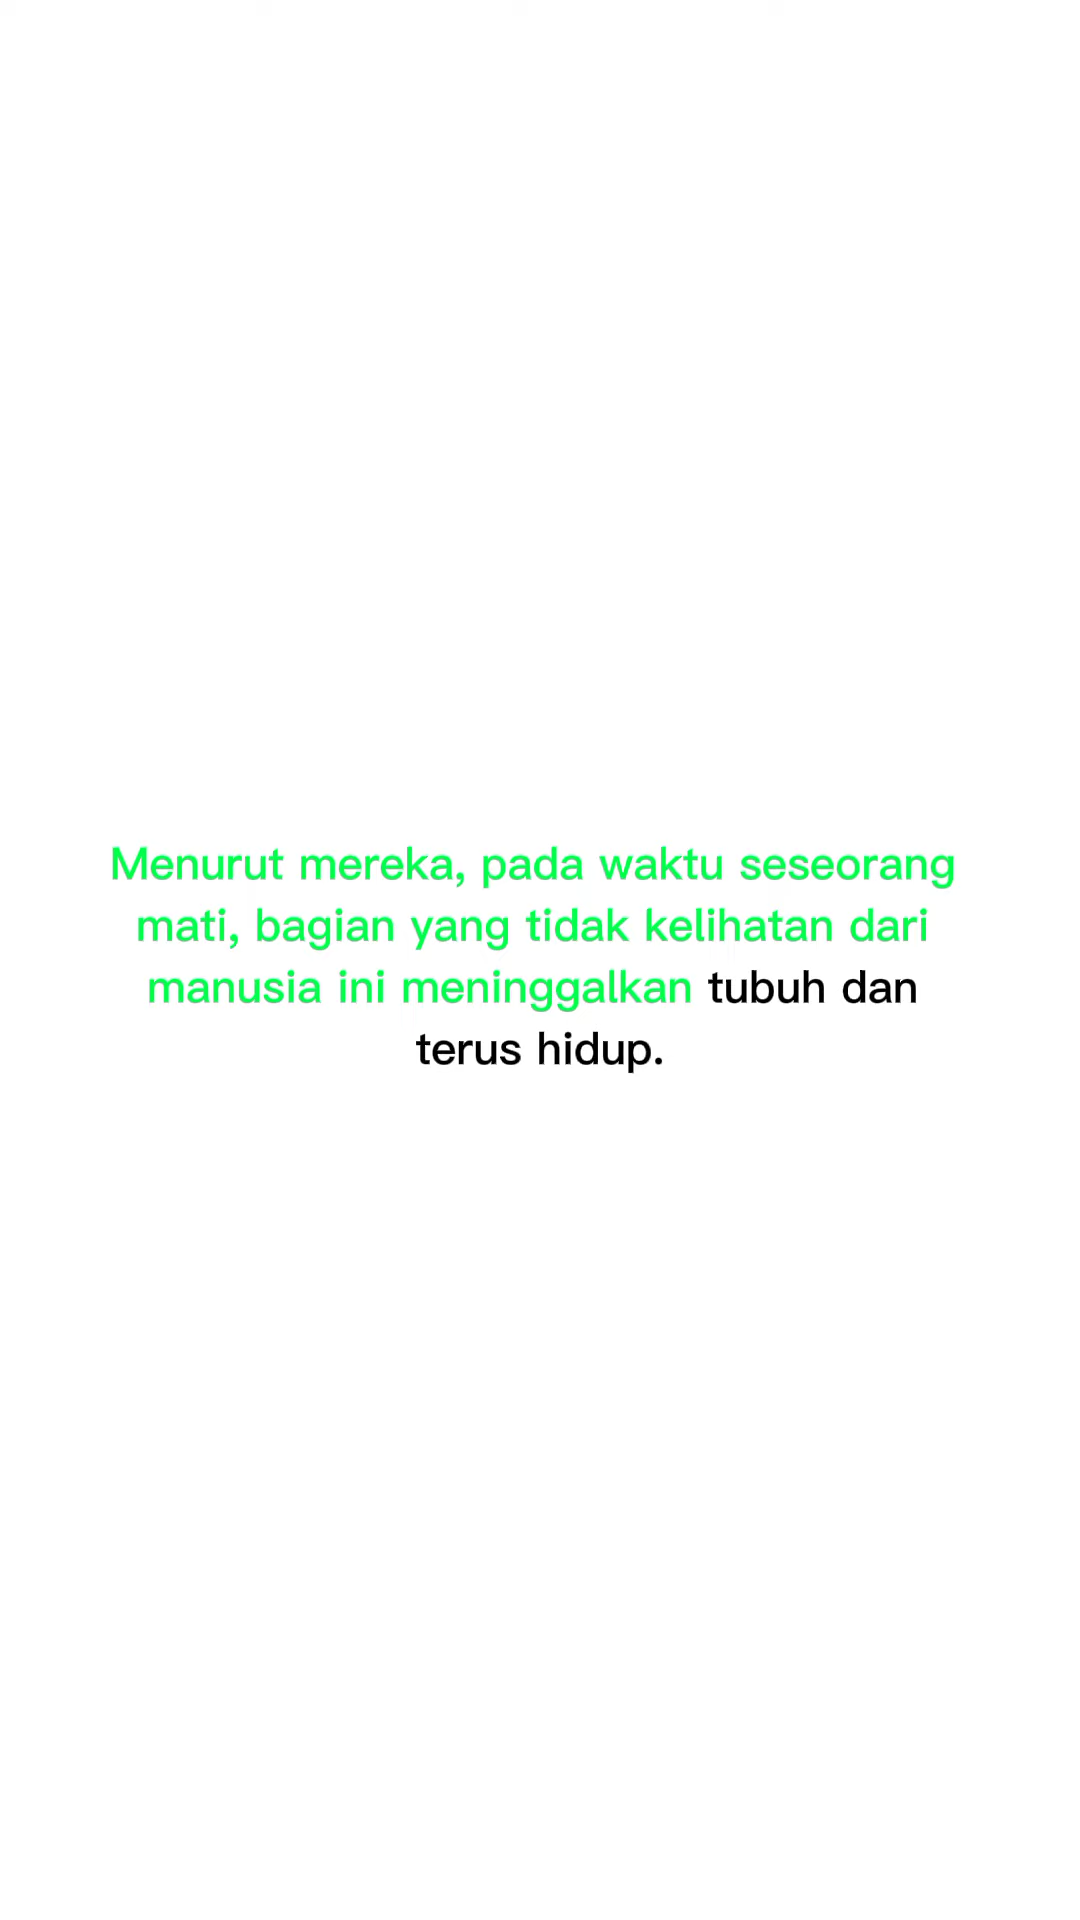 Menurut mereka, pada waktu seseorang
mati, bagian yang tidak kelihatan dari
manusia ini meninggalkan tubuh dan
terus hidup.